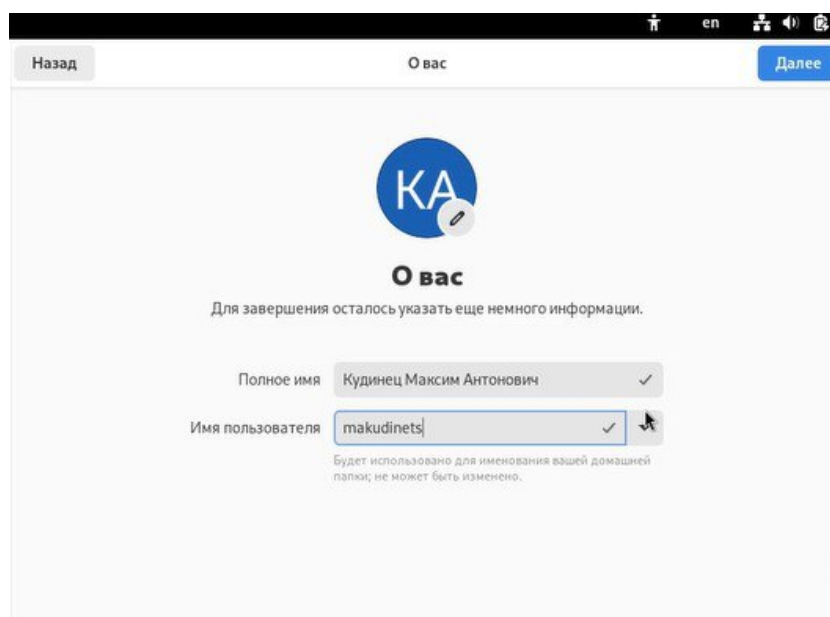 en
Назад
О вас
Далее
КА
О вас
Для завершения осталось указать еще немного информации.
Полное имя
Кудинец Максим Антонович
Имя пользователя
makudinets
Будет использовано для именования вашей домашней
папки; не может быть изменено.